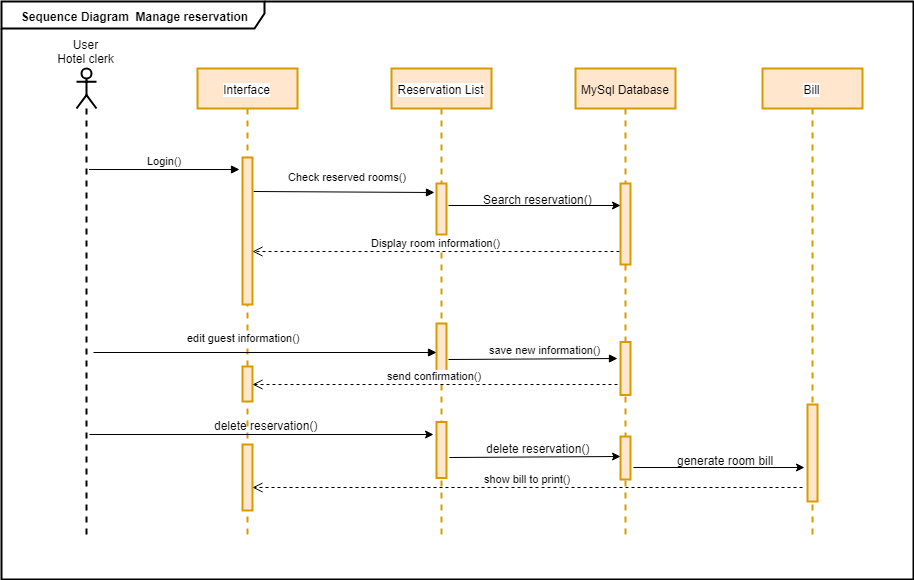 Sequence Diagram  Manage reservation
User
Hotel clerk
Interface
Reservation List
MySql Database
Bill
Login()
Check reserved rooms()
Search reservation()
Display room information()
edit guest information()
save new information()
send confirmation()
delete reservation()
delete reservation()
generate room bill
show bill to print()